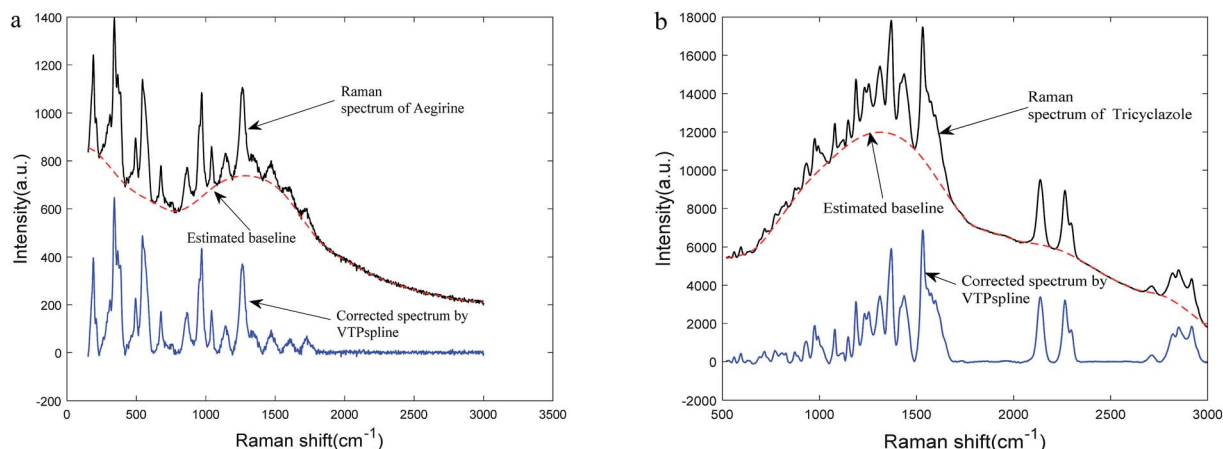 a
1400
1200
1000
800
600
400
200
0
-200
Intensity(a.u.)
Raman
spectrum of Aegirine
Estimated baseline
Corrected spectrum by
VTPspline
0
500
1000
1500
2000
2500
3000
3500
Raman shift(cm⁻¹)
b
18000
16000
14000
12000
10000
8000
6000
4000
2000
0
-2000
Intensity(a.u.)
Raman
spectrum of Tricyclazole
Estimated baseline
Corrected spectrum by
VTPspline
500
1000
1500
2000
2500
3000
Raman shift(cm⁻¹)